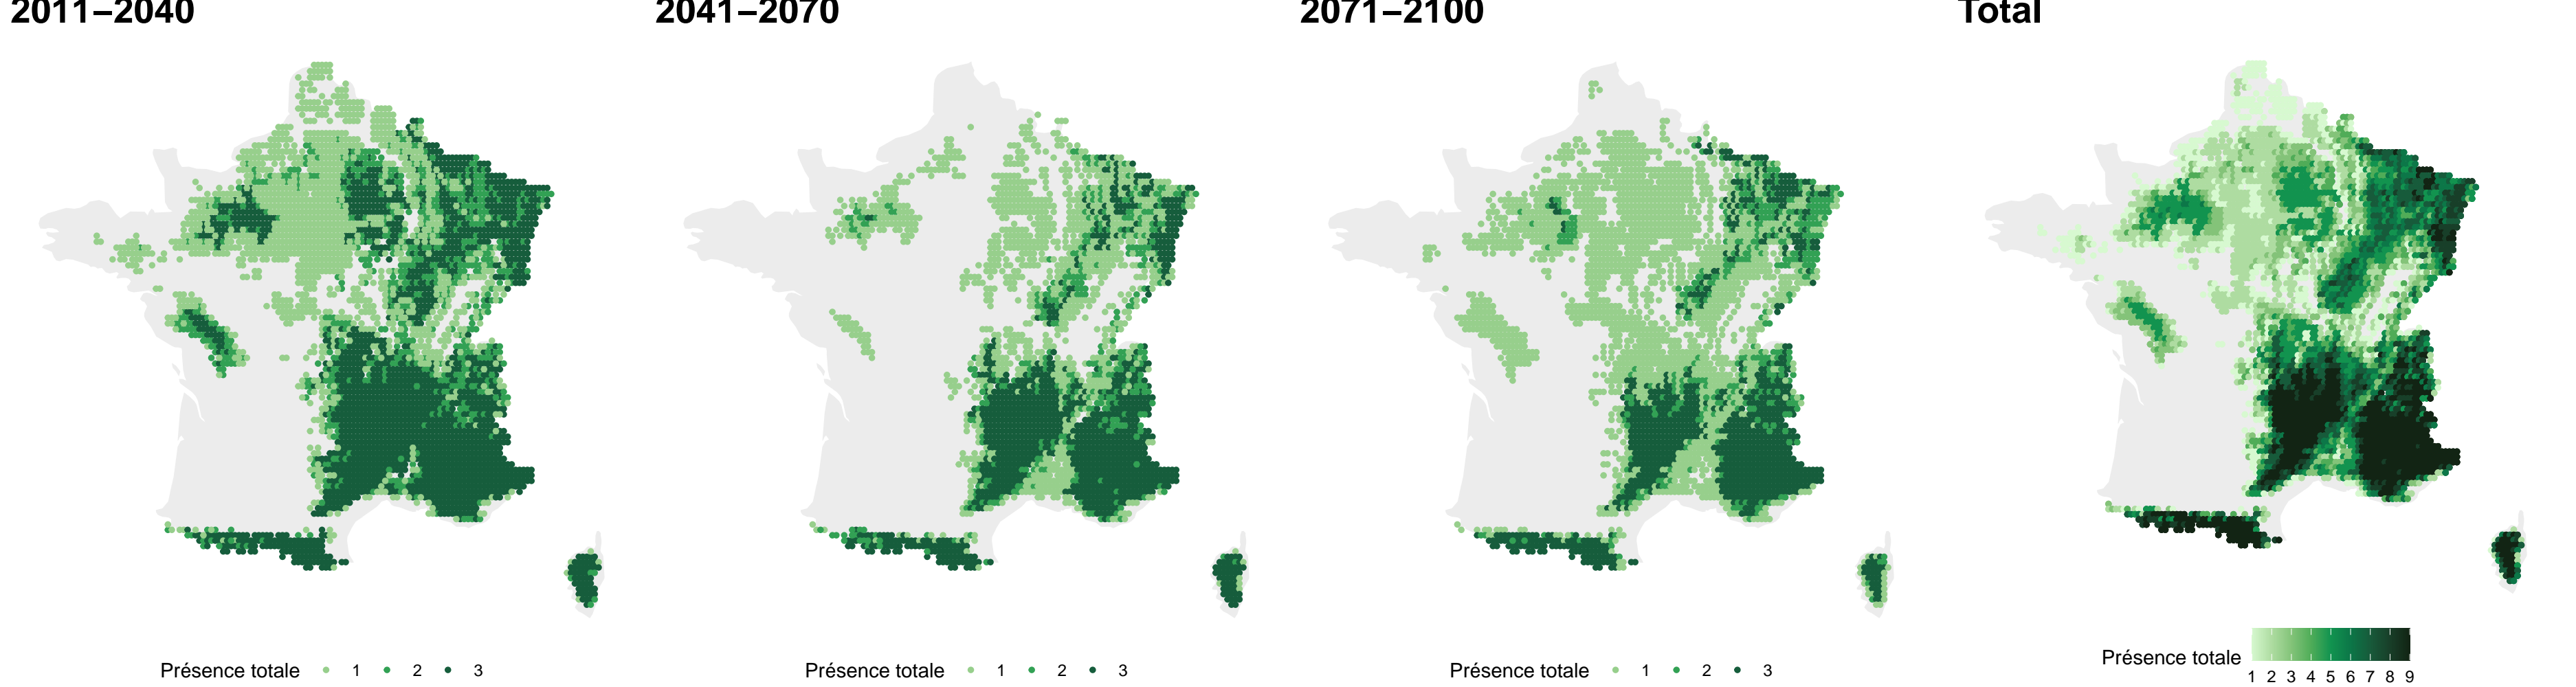 2011–2040
2041–2070
2071–2100
Total
Présence totale 1 2 3
Présence totale 1 2 3
Présence totale 1 2 3
Présence totale
1 2 3 4 5 6 7 8 9